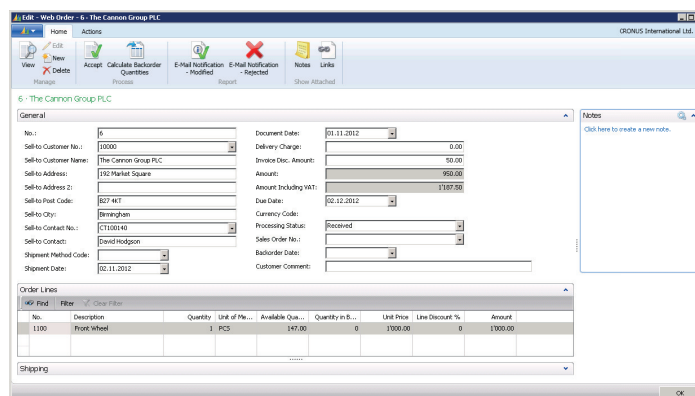 Edit - Web Order - 6 - The Cannon Group PLC
Home Actions
CRONUS International Ltd.
View
Edit
New
Delete
Manage
Accept
Calculate Backorder Quantities
Process
E-Mail Notification - Modified
E-Mail Notification - Rejected
Report
Notes
Links
Show Attached
6 · The Cannon Group PLC
General
No.: 6
Sell-to Customer No.: 10000
Sell-to Customer Name: The Cannon Group PLC
Sell-to Address: 192 Market Square
Sell-to Address 2:
Sell-to Post Code: B27 4KT
Sell-to City: Birmingham
Sell-to Contact No.: CT100140
Sell-to Contact: David Hodgson
Shipment Method Code:
Shipment Date: 02.11.2012
Document Date: 01.11.2012
Delivery Charge: 0.00
Invoice Disc. Amount: 50.00
Amount: 950.00
Amount Including VAT: 1'187.50
Due Date: 02.12.2012
Currency Code:
Processing Status: Received
Sales Order No.:
Backorder Date:
Customer Comment:
Notes
Click here to create a new note.
Order Lines
Find Filter Clear Filter
No. Description Quantity Unit of Me... Available Qua... Quantity in B... Unit Price Line Discount % Amount
1100 Front Wheel 1 PCS 147.00 0 1'000.00 0 1'000.00
Shipping
OK